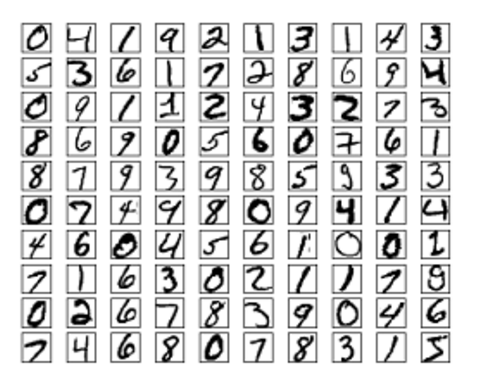 0 4 1 9 2 1 3 1 4 3
5 3 6 1 7 2 8 6 9 4
0 9 1 1 2 4 3 2 7 3
8 6 9 0 5 6 0 7 6 1
8 7 9 3 9 8 5 9 3 3
0 7 4 9 8 0 9 4 1 4
4 6 0 4 5 6 1 0 0 1
7 1 6 3 0 2 1 1 7 9
0 2 6 7 8 3 9 0 4 6
7 4 6 8 0 7 8 3 1 5